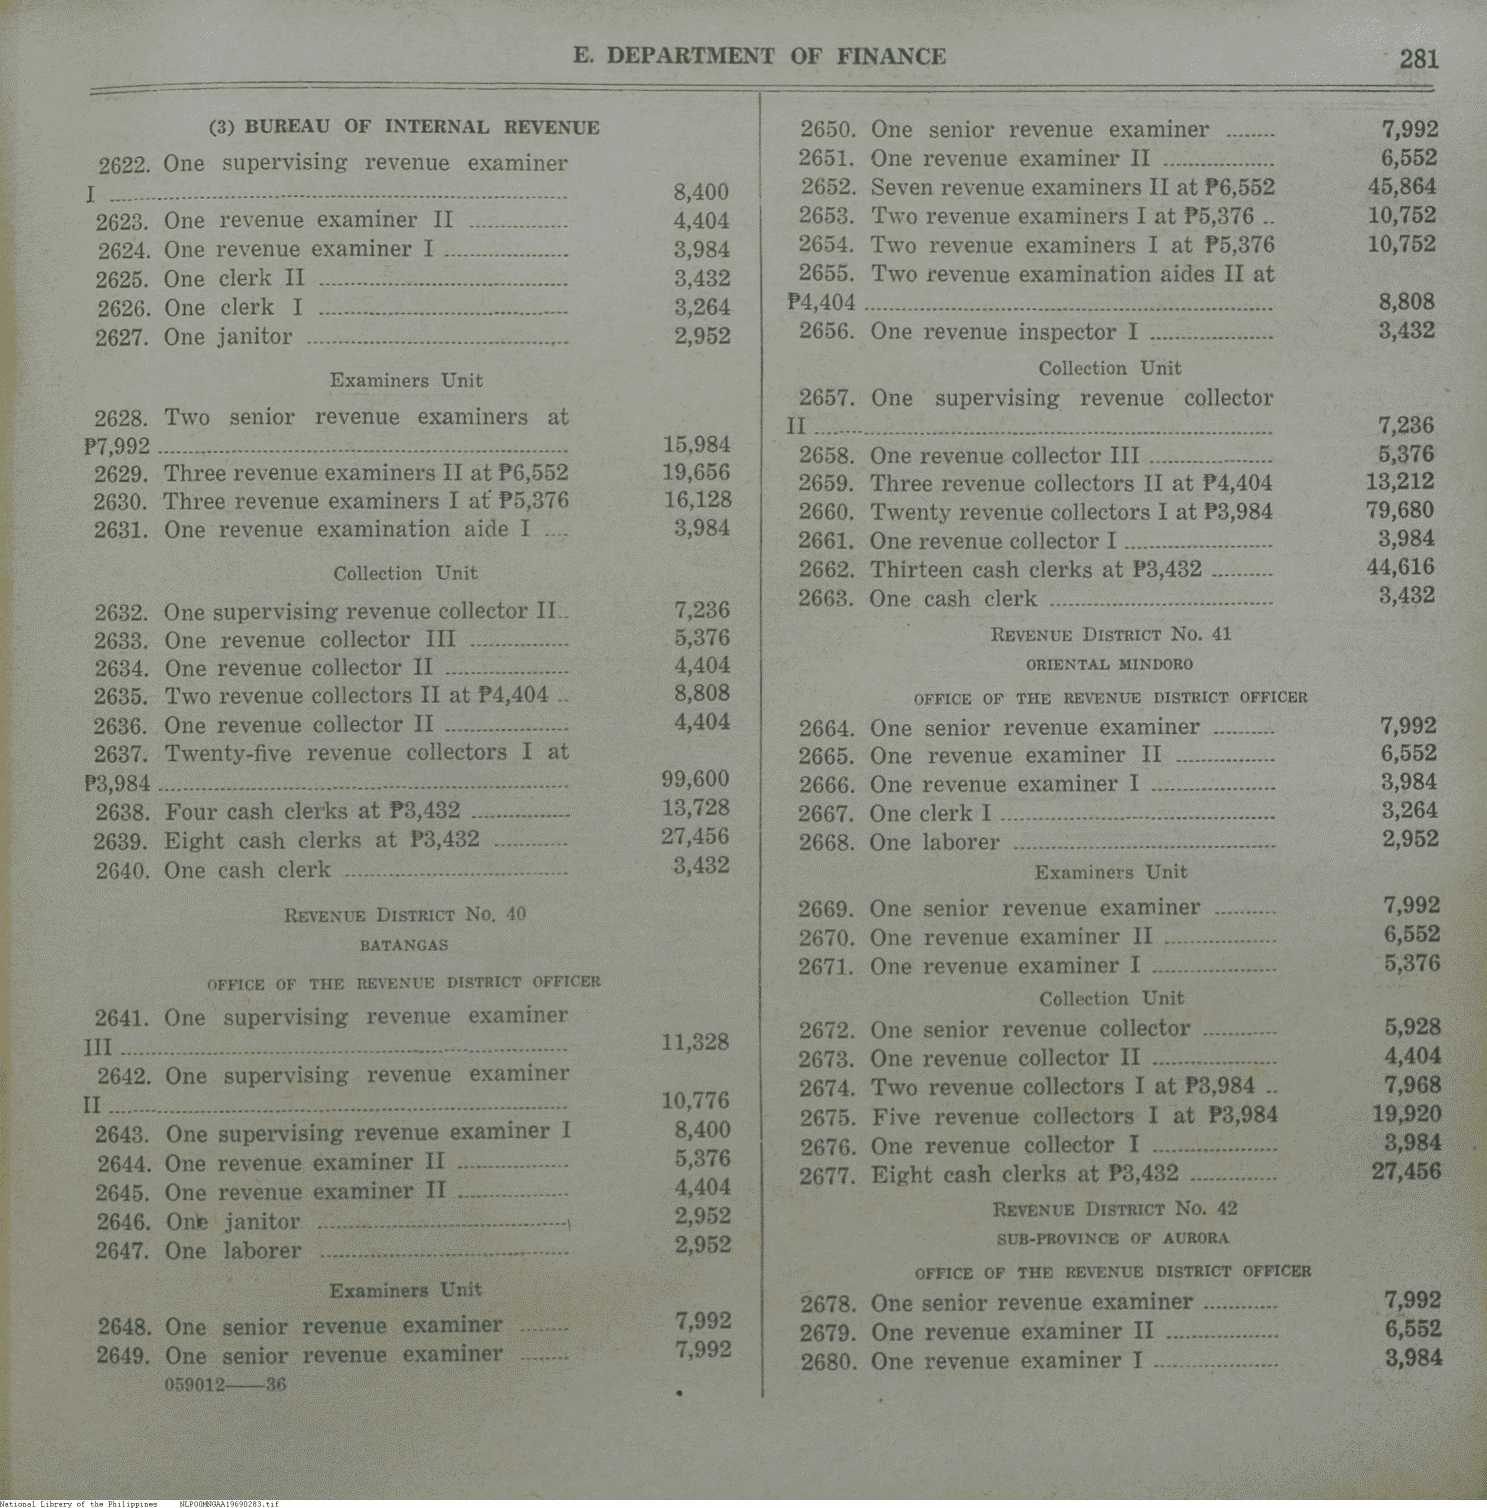 E. DEPARTMENT OF FINANCE 281
(3) BUREAU OF INTERNAL REVENUE
2622. One supervising revenue examiner
I ........ 8,400
2623. One revenue examiner II ........ 4,404
2624. One revenue examiner I ........ 3,984
2625. One clerk II ........ 3,432
2626. One clerk I ........ 3,264
2627. One janitor ........ 2,952
Examiners Unit
2628. Two senior revenue examiners at
₱7,992 ........ 15,984
2629. Three revenue examiners II at ₱6,552 19,656
2630. Three revenue examiners I at ₱5,376 16,128
2631. One revenue examination aide I .... 3,984
Collection Unit
2632. One supervising revenue collector II.. 7,236
2633. One revenue collector III ........ 5,376
2634. One revenue collector II ........ 4,404
2635. Two revenue collectors II at ₱4,404 .. 8,808
2636. One revenue collector II ........ 4,404
2637. Twenty-five revenue collectors I at
₱3,984 ........ 99,600
2638. Four cash clerks at ₱3,432 ........ 13,728
2639. Eight cash clerks at ₱3,432 ........ 27,456
2640. One cash clerk ........ 3,432
REVENUE DISTRICT NO. 40
BATANGAS
OFFICE OF THE REVENUE DISTRICT OFFICER
2641. One supervising revenue examiner
III ........ 11,328
2642. One supervising revenue examiner
II ........ 10,776
2643. One supervising revenue examiner I 8,400
2644. One revenue examiner II ........ 5,376
2645. One revenue examiner II ........ 4,404
2646. One janitor ........ 2,952
2647. One laborer ........ 2,952
Examiners Unit
2648. One senior revenue examiner ........ 7,992
2649. One senior revenue examiner ........ 7,992
059012——36
2650. One senior revenue examiner ........ 7,992
2651. One revenue examiner II ........ 6,552
2652. Seven revenue examiners II at ₱6,552 45,864
2653. Two revenue examiners I at ₱5,376 .. 10,752
2654. Two revenue examiners I at ₱5,376 10,752
2655. Two revenue examination aides II at
₱4,404 ........ 8,808
2656. One revenue inspector I ........ 3,432
Collection Unit
2657. One supervising revenue collector
II ........ 7,236
2658. One revenue collector III ........ 5,376
2659. Three revenue collectors II at ₱4,404 13,212
2660. Twenty revenue collectors I at ₱3,984 79,680
2661. One revenue collector I ........ 3,984
2662. Thirteen cash clerks at ₱3,432 ........ 44,616
2663. One cash clerk ........ 3,432
REVENUE DISTRICT NO. 41
ORIENTAL MINDORO
OFFICE OF THE REVENUE DISTRICT OFFICER
2664. One senior revenue examiner ........ 7,992
2665. One revenue examiner II ........ 6,552
2666. One revenue examiner I ........ 3,984
2667. One clerk I ........ 3,264
2668. One laborer ........ 2,952
Examiners Unit
2669. One senior revenue examiner ........ 7,992
2670. One revenue examiner II ........ 6,552
2671. One revenue examiner I ........ 5,376
Collection Unit
2672. One senior revenue collector ........ 5,928
2673. One revenue collector II ........ 4,404
2674. Two revenue collectors I at ₱3,984 .. 7,968
2675. Five revenue collectors I at ₱3,984 19,920
2676. One revenue collector I ........ 3,984
2677. Eight cash clerks at ₱3,432 ........ 27,456
REVENUE DISTRICT NO. 42
SUB-PROVINCE OF AURORA
OFFICE OF THE REVENUE DISTRICT OFFICER
2678. One senior revenue examiner ........ 7,992
2679. One revenue examiner II ........ 6,552
2680. One revenue examiner I ........ 3,984
National Library of the Philippines NLPOOMNGAA19690283.tif